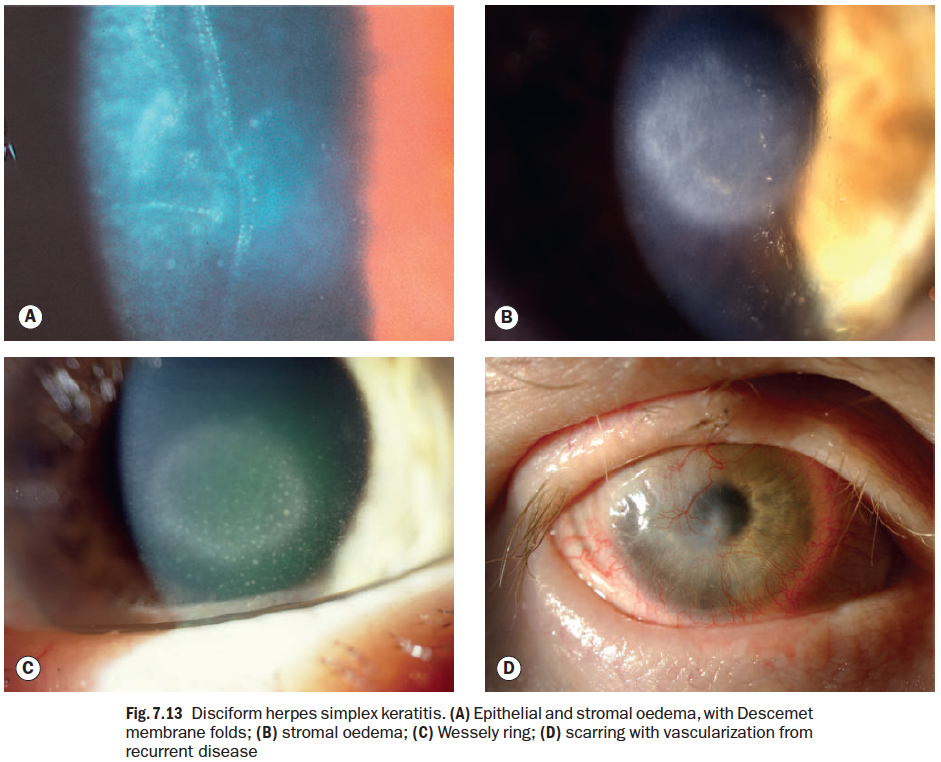 A
B
C
D
Fig. 7.13 Disciform herpes simplex keratitis. (A) Epithelial and stromal oedema, with Descemet
membrane folds; (B) stromal oedema; (C) Wessely ring; (D) scarring with vascularization from
recurrent disease